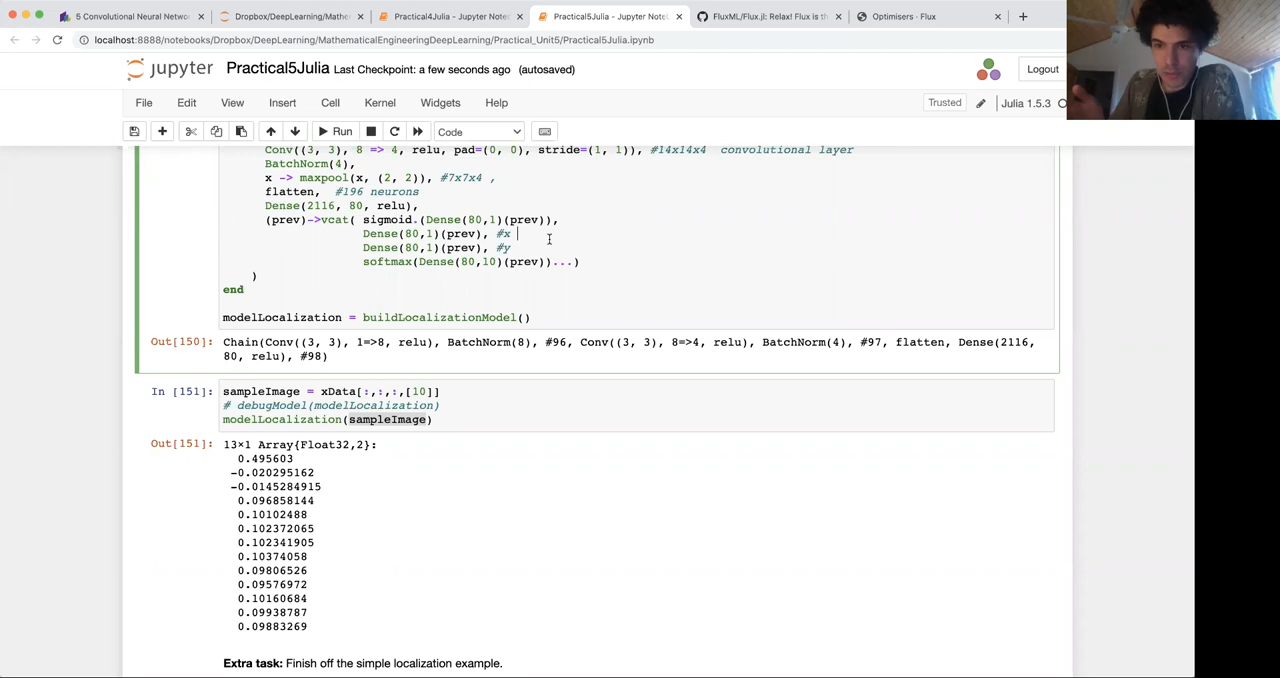 5 Convolutional Neural Netwo
Dropbox/DeepLearning/Mathe
Practical4Julia - Jupyter Note
Practical5Julia - Jupyter Note
FluxML/Flux.jl: Relax! Flux is th
Optimisers · Flux
localhost:8888/notebooks/Dropbox/DeepLearning/MathematicalEngineeringDeepLearning/Practical_Unit5/Practical5Julia.ipynb
jupyter Practical5Julia Last Checkpoint: a few seconds ago (autosaved)
Logout
File Edit View Insert Cell Kernel Widgets Help
Trusted
Julia 1.5.3
Run
Code
Conv((3, 3), 8 => 4, relu, pad=(0, 0), stride=(1, 1)), #14x14x4 convolutional layer
BatchNorm(4),
x -> maxpool(x, (2, 2)), #7x7x4 ,
flatten, #196 neurons
Dense(2116, 80, relu),
(prev)->vcat( sigmoid.(Dense(80,1)(prev)),
Dense(80,1)(prev), #x
Dense(80,1)(prev), #y
softmax(Dense(80,10)(prev))...)
)
end
modelLocalization = buildLocalizationModel()
Out[150]: Chain(Conv((3, 3), 1=>8, relu), BatchNorm(8), #96, Conv((3, 3), 8=>4, relu), BatchNorm(4), #97, flatten, Dense(2116,
80, relu), #98)
In [151]: sampleImage = xData[:,:,:,[10]]
# debugModel(modelLocalization)
modelLocalization(sampleImage)
Out[151]: 13×1 Array{Float32,2}:
0.495603
-0.020295162
-0.0145284915
0.096858144
0.10102488
0.102372065
0.102341905
0.10374058
0.09806526
0.09576972
0.10160684
0.09938787
0.09883269
Extra task: Finish off the simple localization example.